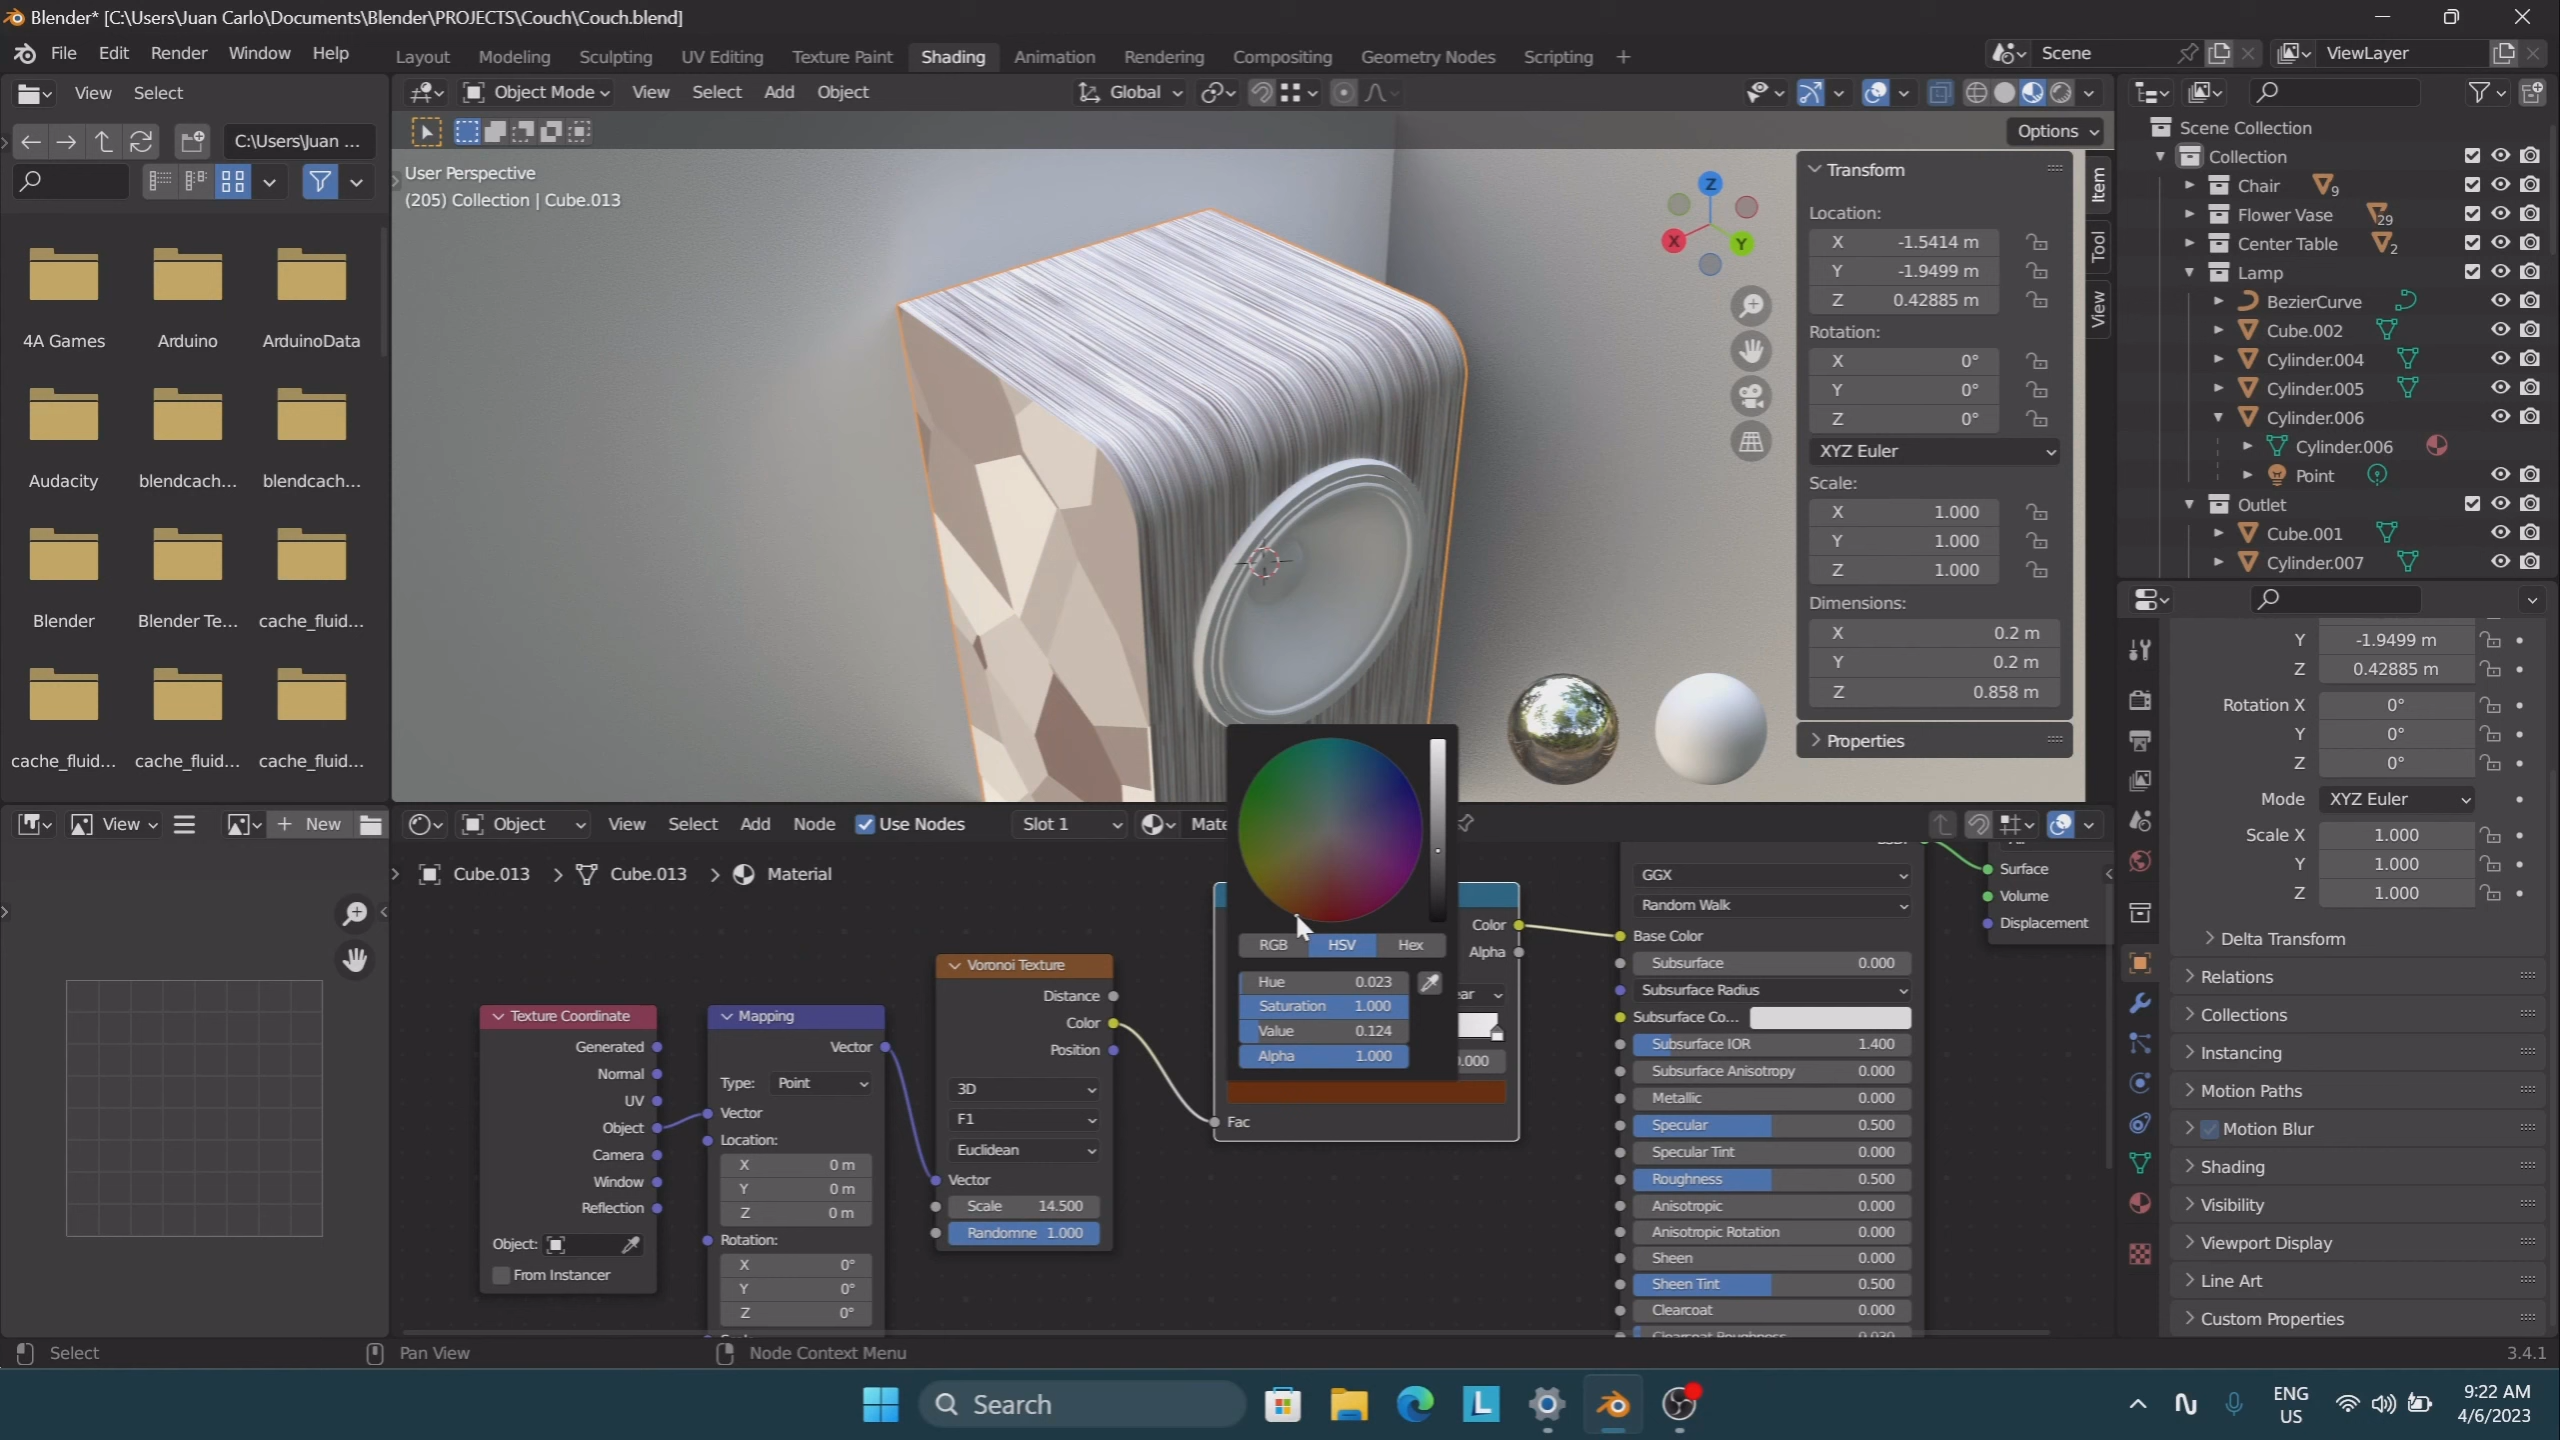 Blender* [C:\Users\Juan Carlo\Documents\Blender\PROJECTS\Couch\Couch.blend]
File Edit Render Window Help
Layout Modeling Sculpting UV Editing Texture Paint Shading Animation Rendering Compositing Geometry Nodes Scripting +
Scene
ViewLayer
View Select
Object Mode View Select Add Object
Global
C:\Users\Juan ...
Options
User Perspective
(205) Collection | Cube.013
4A Games Arduino ArduinoData
Audacity blendcach... blendcach...
Blender Blender Te... cache_fluid...
cache_fluid... cache_fluid... cache_fluid...
Z
X
Y
Transform
Location:
X -1.5414 m
Y -1.9499 m
Z 0.42885 m
Rotation:
X 0°
Y 0°
Z 0°
XYZ Euler
Scale:
X 1.000
Y 1.000
Z 1.000
Dimensions:
X 0.2 m
Y 0.2 m
Z 0.858 m
Properties
Item
Tool
View
Scene Collection
Collection
Chair 9
Flower Vase 29
Center Table 2
Lamp
BezierCurve
Cube.002
Cylinder.004
Cylinder.005
Cylinder.006
Cylinder.006
Point
Outlet
Cube.001
Cylinder.007
Y -1.9499 m
Z 0.42885 m
Rotation X 0°
Y 0°
Z 0°
Mode XYZ Euler
Scale X 1.000
Y 1.000
Z 1.000
Delta Transform
Relations
Collections
Instancing
Motion Paths
Motion Blur
Shading
Visibility
Viewport Display
Line Art
Custom Properties
View
+ New
Object View Select Add Node Use Nodes Slot 1 Mate
Cube.013 > Cube.013 > Material
Texture Coordinate
Generated
Normal
UV
Object
Camera
Window
Reflection
Object:
From Instancer
Mapping
Vector
Type: Point
Vector
Location:
X 0 m
Y 0 m
Z 0 m
Rotation:
X 0°
Y 0°
Z 0°
Voronoi Texture
Distance
Color
Position
3D
F1
Euclidean
Vector
Scale 14.500
Randomne 1.000
RGB HSV Hex
Hue 0.023
Saturation 1.000
Value 0.124
Alpha 1.000
Color
Alpha
ear
0.000
Fac
GGX
Random Walk
Base Color
Subsurface 0.000
Subsurface Radius
Subsurface Co...
Subsurface IOR 1.400
Subsurface Anisotropy 0.000
Metallic 0.000
Specular 0.500
Specular Tint 0.000
Roughness 0.500
Anisotropic 0.000
Anisotropic Rotation 0.000
Sheen 0.000
Sheen Tint 0.500
Clearcoat 0.000
Clearcoat Roughness 0.030
Surface
Volume
Displacement
Select
Pan View
Node Context Menu
3.4.1
Search
L
ENG
US
9:22 AM
4/6/2023